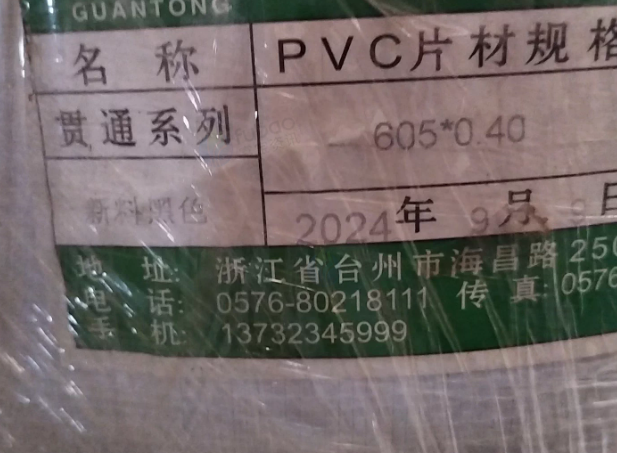 GUANTONG
名 称 PVC片材规格
贯通系列 605*0.40
新料黑色 2024年 9月 9日
地 址: 浙江省台州市海昌路250
电 话: 0576-80218111 传 真: 0576
手 机: 13732345999